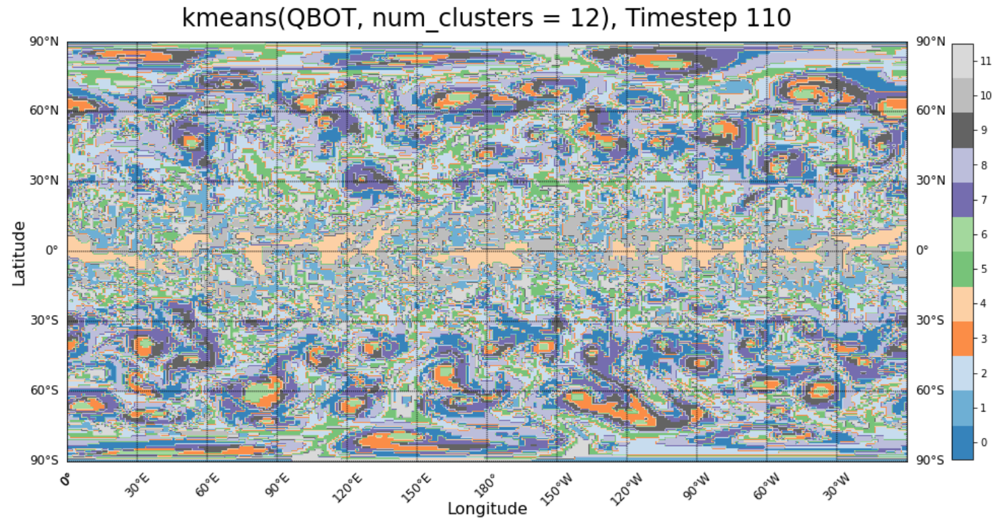 kmeans(QBOT, num_clusters = 12), Timestep 110
90°N
60°N
30°N
0°
30°S
60°S
90°S
Latitude
90°N
60°N
30°N
0°
30°S
60°S
90°S
11
10
9
8
7
6
5
4
3
2
1
0
0°
30°E
60°E
90°E
120°E
150°E
180°
150°W
120°W
90°W
60°W
30°W
Longitude